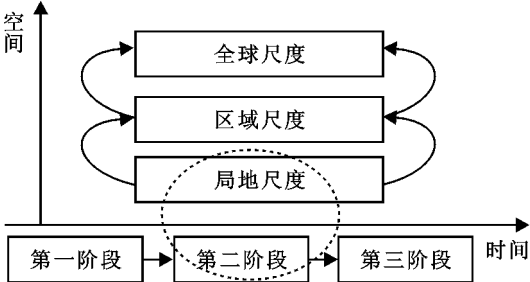 空间
全球尺度
区域尺度
局地尺度
时间
第一阶段
第二阶段
第三阶段